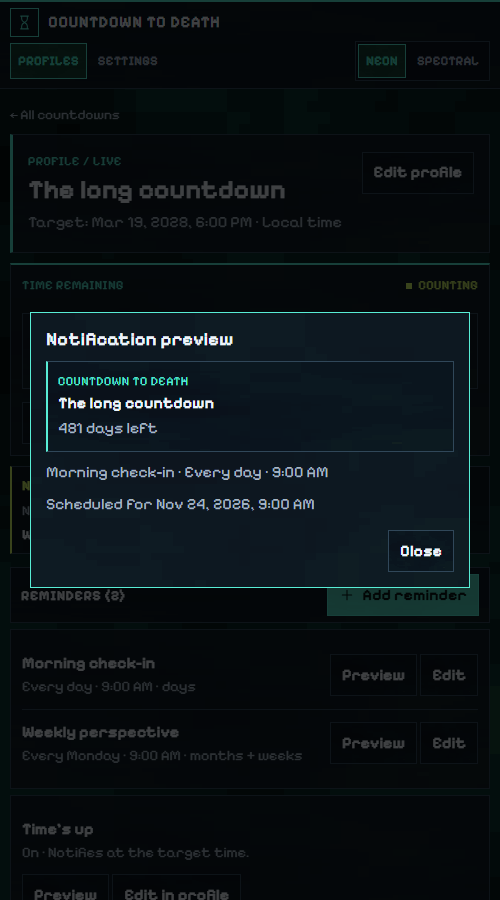 COUNTDOWN TO DEATH
PROFILES SETTINGS NEON SPECTRAL
← All countdowns
PROFILE / LIVE
The long countdown
Edit profile
Target: Mar 19, 2028, 6:00 PM · Local time
TIME REMAINING
COUNTING
Notification preview
COUNTDOWN TO DEATH
The long countdown
481 days left
Morning check-in · Every day · 9:00 AM
Scheduled for Nov 24, 2026, 9:00 AM
Close
REMINDERS (2)
+ Add reminder
Morning check-in
Every day · 9:00 AM · days
Preview Edit
Weekly perspective
Every Monday · 9:00 AM · months + weeks
Preview Edit
Time's up
On · Notifies at the target time.
Preview Edit in profile